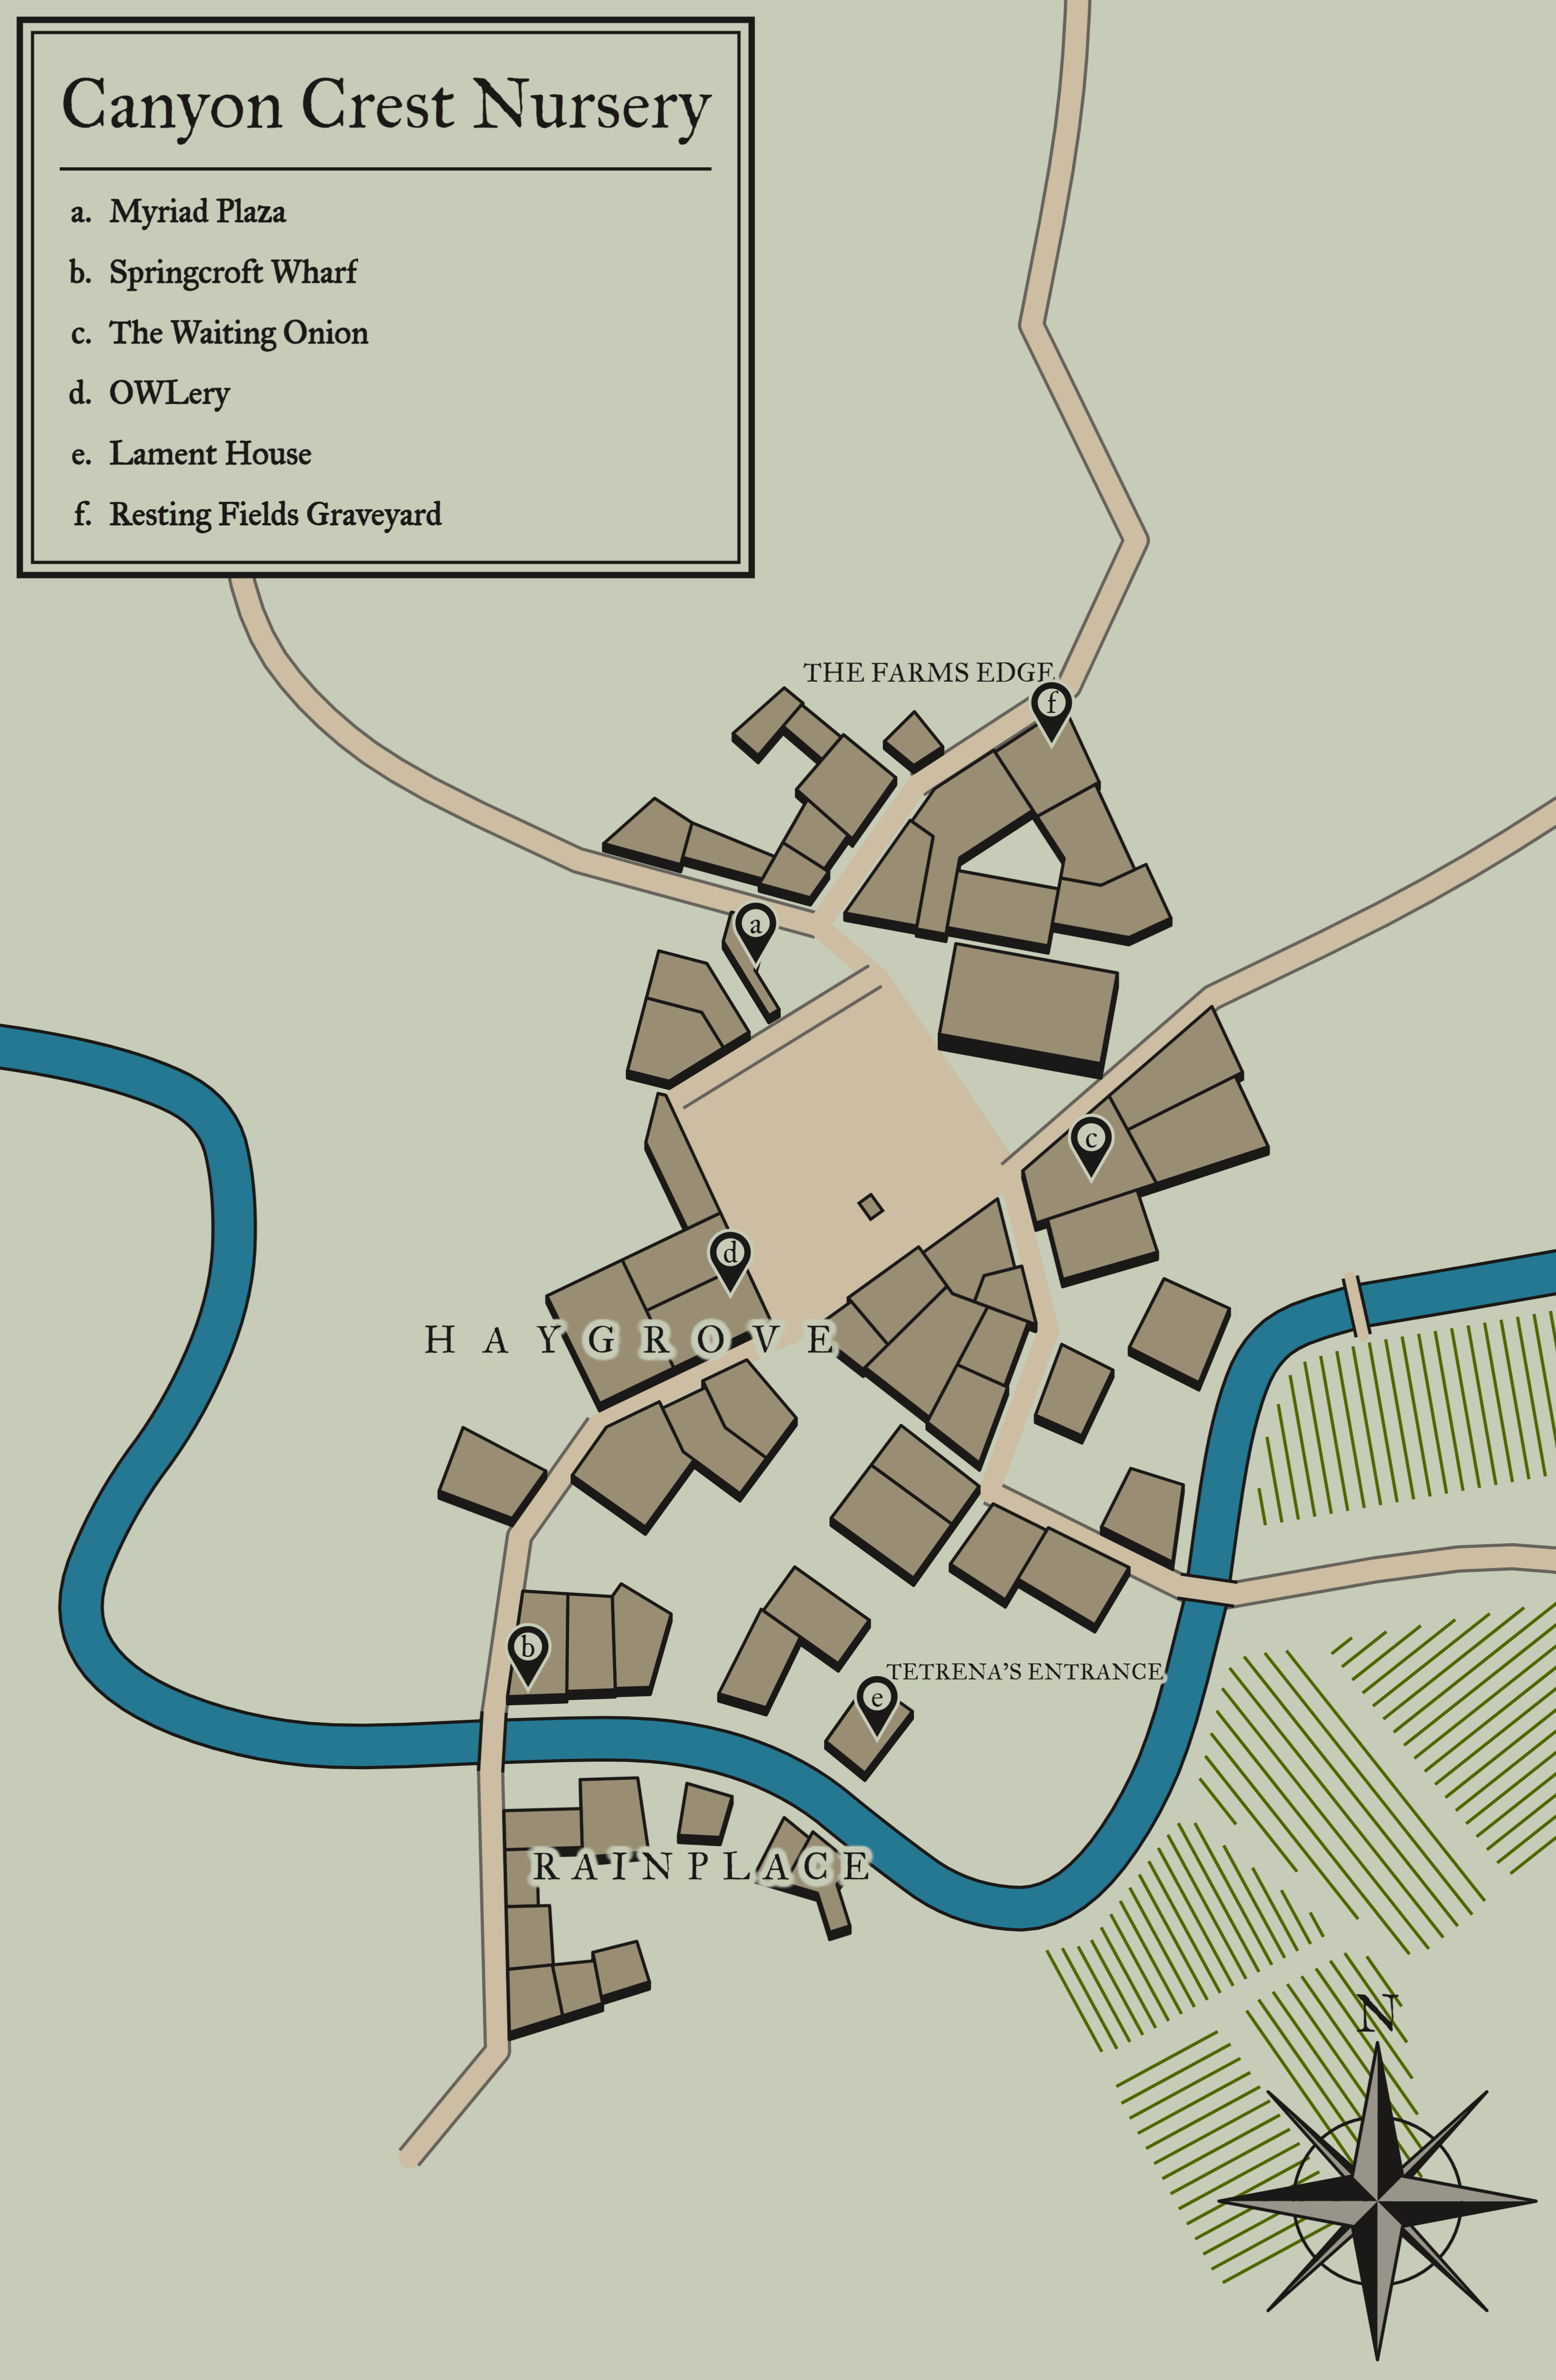 Canyon Crest Nursery
a. Myriad Plaza
b. Springcroft Wharf
c. The Waiting Onion
d. OWLery
e. Lament House
f. Resting Fields Graveyard
THE FARMS EDGE
f
a
c
d
HAYGROVE
b
TETRENA'S ENTRANCE
e
RAINPLACE
N